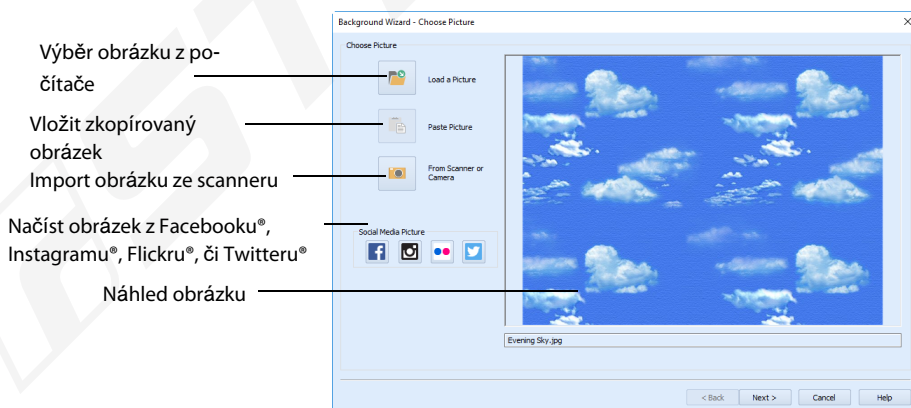 Background Wizard - Choose Picture
Choose Picture
Výběr obrázku z po-
čítače
Load a Picture
Vložit zkopírovaný
obrázek
Paste Picture
Import obrázku ze scanneru
From Scanner or
Camera
Načíst obrázek z Facebooku®,
Instagramu®, Flickru®, či Twitteru®
Social Media Picture
Náhled obrázku
Evening Sky.jpg
< Back
Next >
Cancel
Help